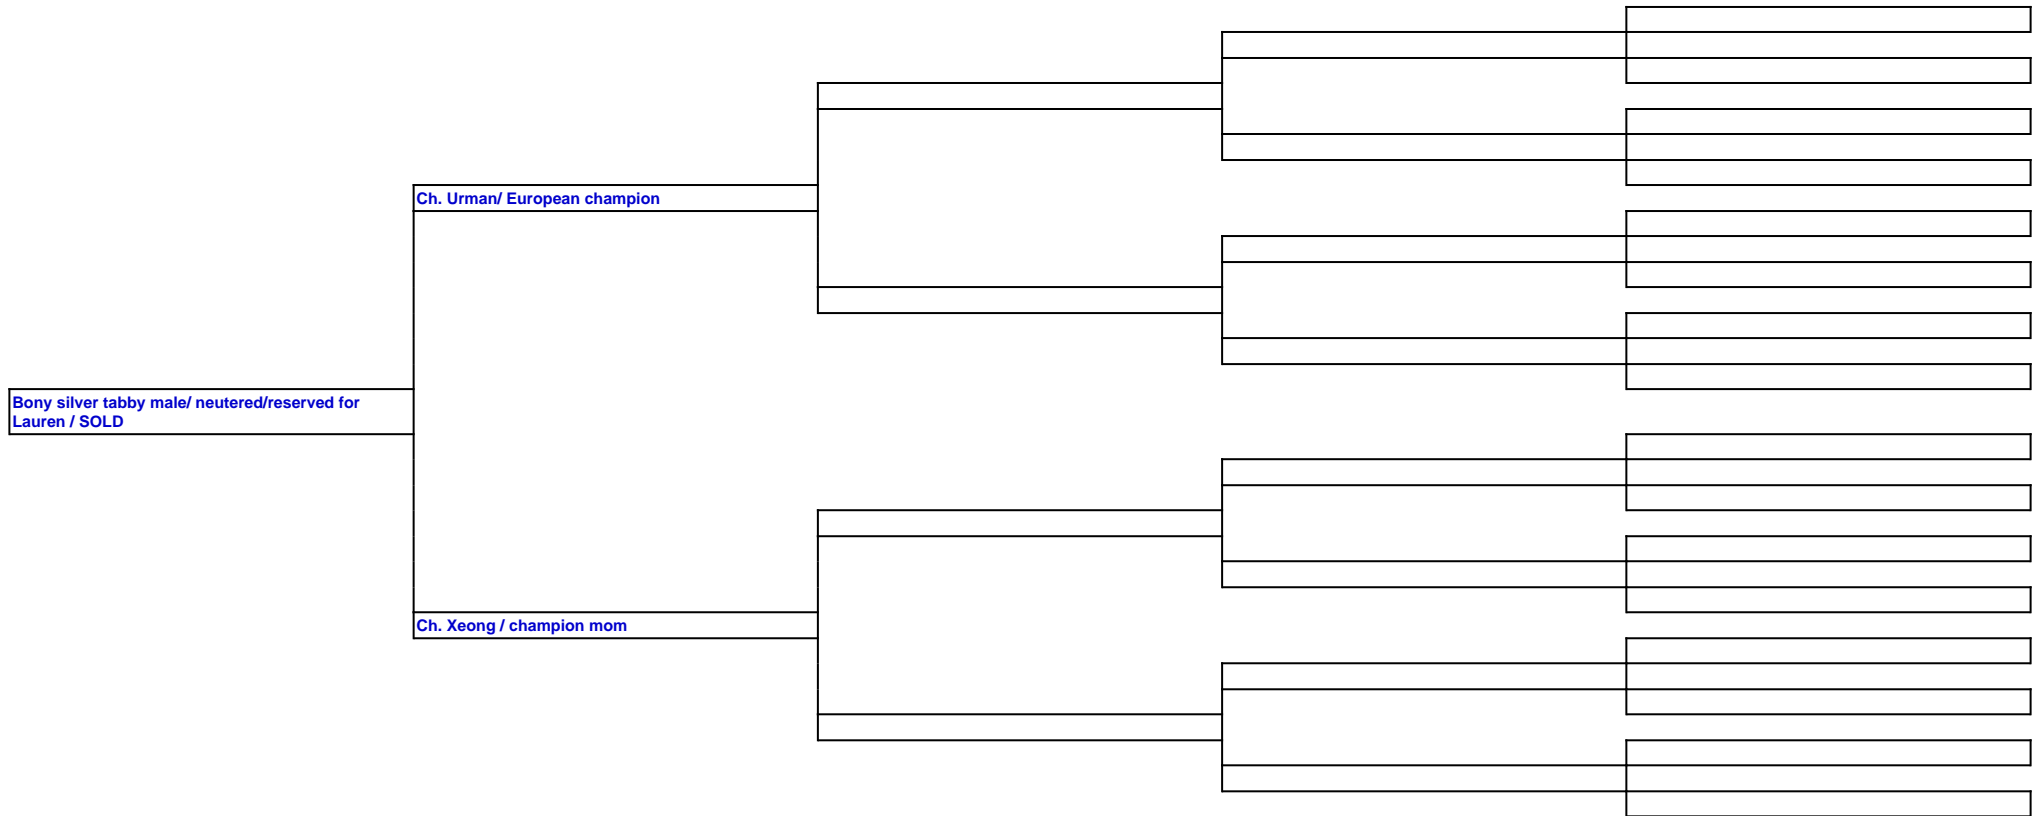 Ch. Urman/ European champion
Bony silver tabby male/ neutered/reserved for
Lauren / SOLD
Ch. Xeong / champion mom